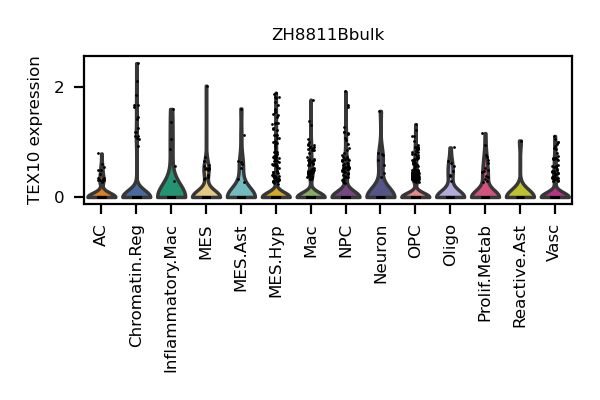 ZH8811Bbulk
TEX10 expression
2
0
AC
Chromatin.Reg
Inflammatory.Mac
MES
MES.Ast
MES.Hyp
Mac
NPC
Neuron
OPC
Oligo
Prolif.Metab
Reactive.Ast
Vasc